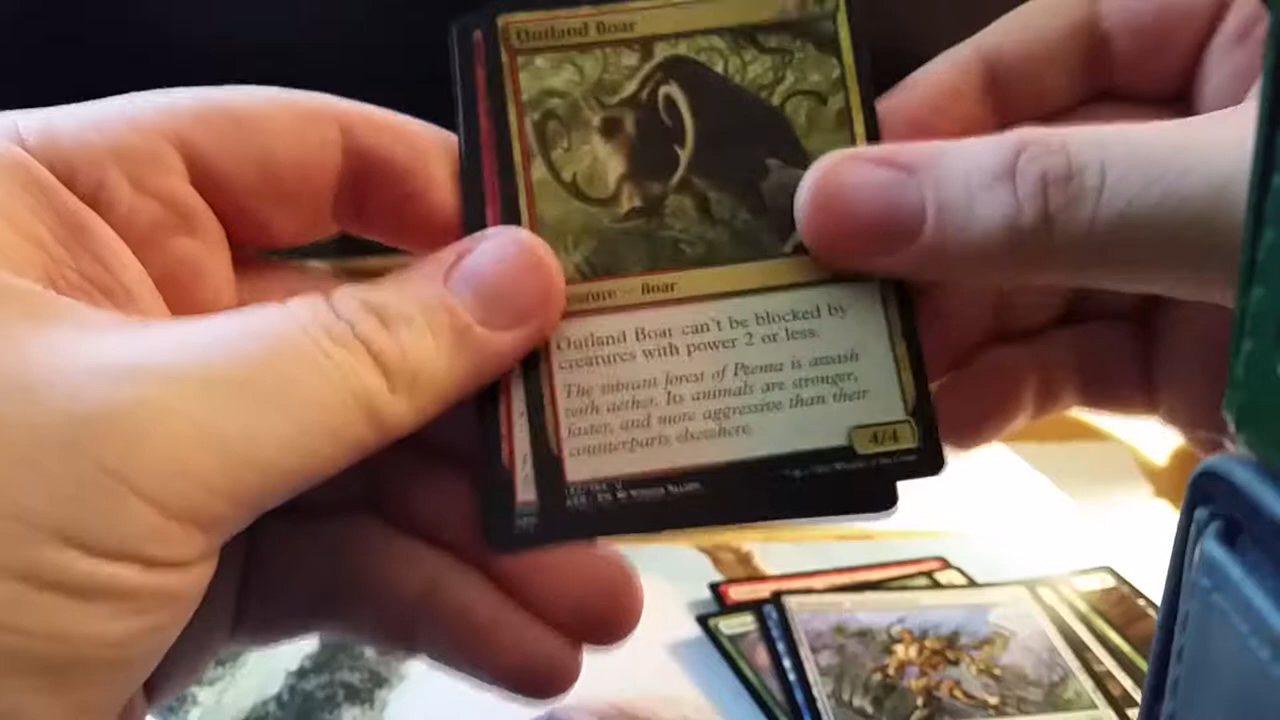 Outland Boar
Boar
Outland Boar can't be blocked by
creatures with power 2 or less.
The vibrant forest of Peema is awash
with aether. Its animals are stronger,
faster, and more aggressive than their
counterparts elsewhere.
4/4